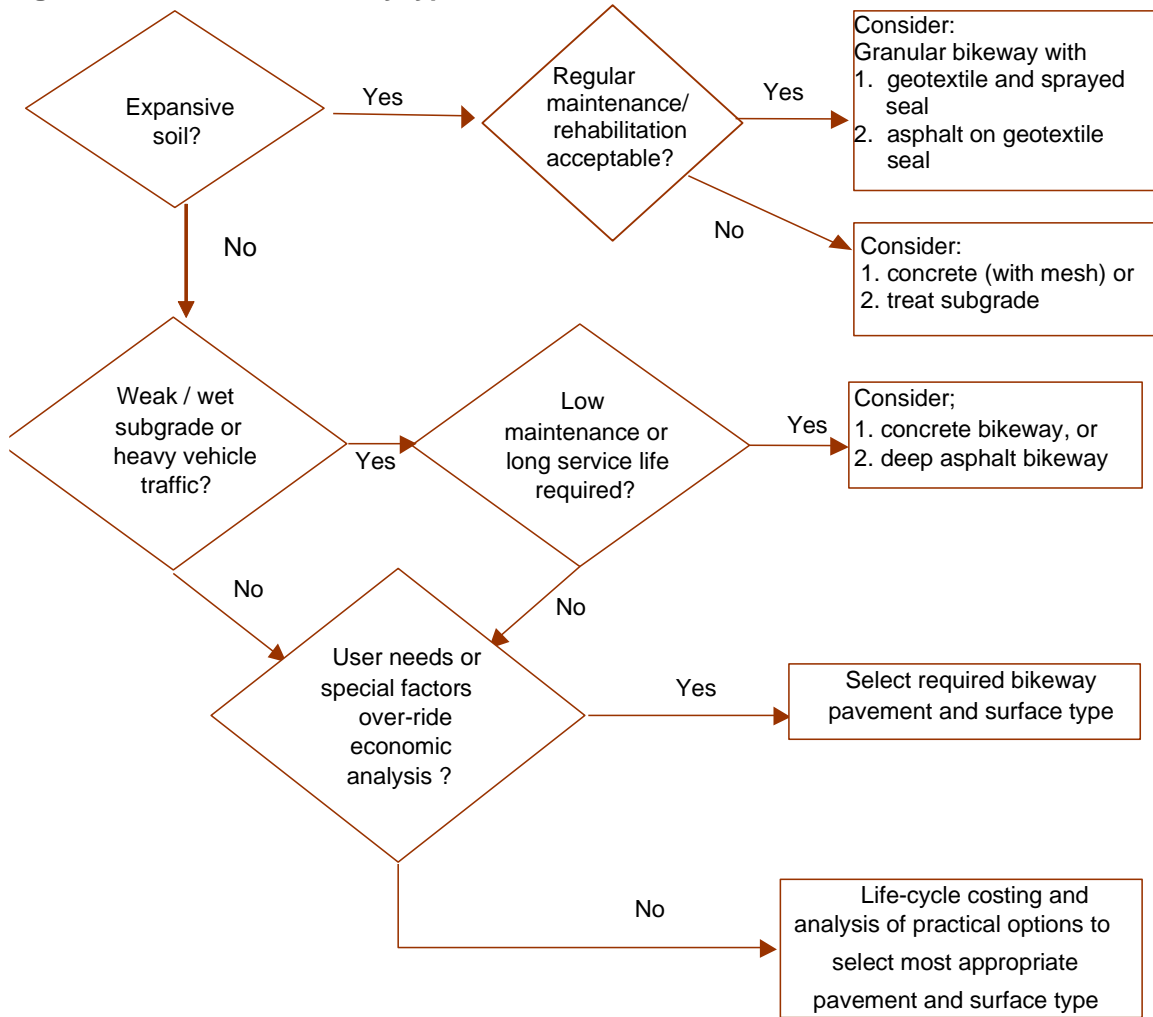 Expansive
soil?
Yes
Regular
maintenance/
rehabilitation
acceptable?
Yes
Consider:
Granular bikeway with
1. geotextile and sprayed
seal
2. asphalt on geotextile
seal
No
No
Consider:
1. concrete (with mesh) or
2. treat subgrade
Weak / wet
subgrade or
heavy vehicle
traffic?
Yes
Low
maintenance or
long service life
required?
Yes
Consider;
1. concrete bikeway, or
2. deep asphalt bikeway
No
No
User needs or
special factors
over-ride
economic
analysis ?
Yes
Select required bikeway
pavement and surface type
No
Life-cycle costing and
analysis of practical options to
select most appropriate
pavement and surface type